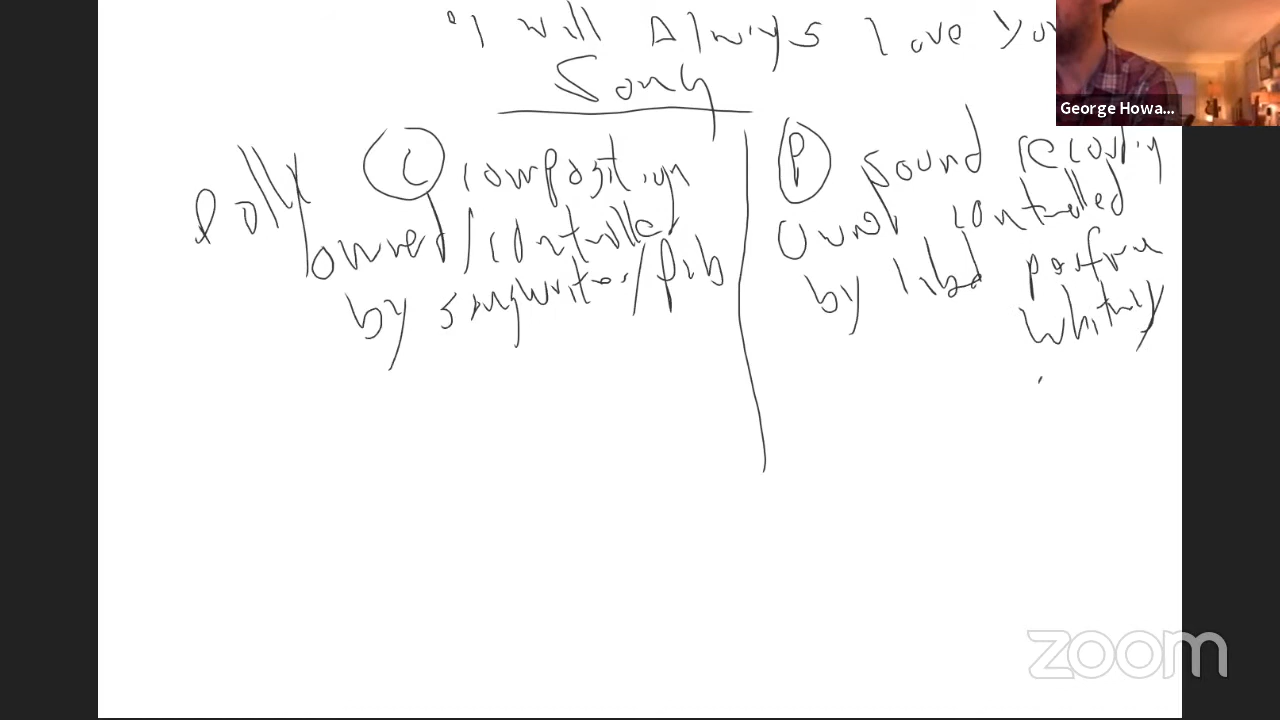 "I will Always love you
Song
Dolly © composition
owned/controlled
by songwriter/pub
Ⓟ sound recording
Owned controlled
by label performer
Whitney
George Howa...
zoom